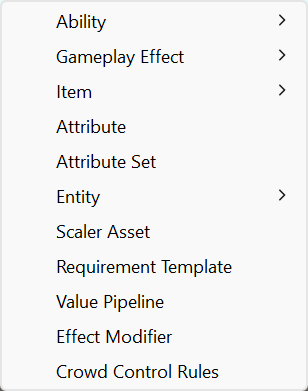 Ability
Gameplay Effect
Item
Attribute
Attribute Set
Entity
Scaler Asset
Requirement Template
Value Pipeline
Effect Modifier
Crowd Control Rules